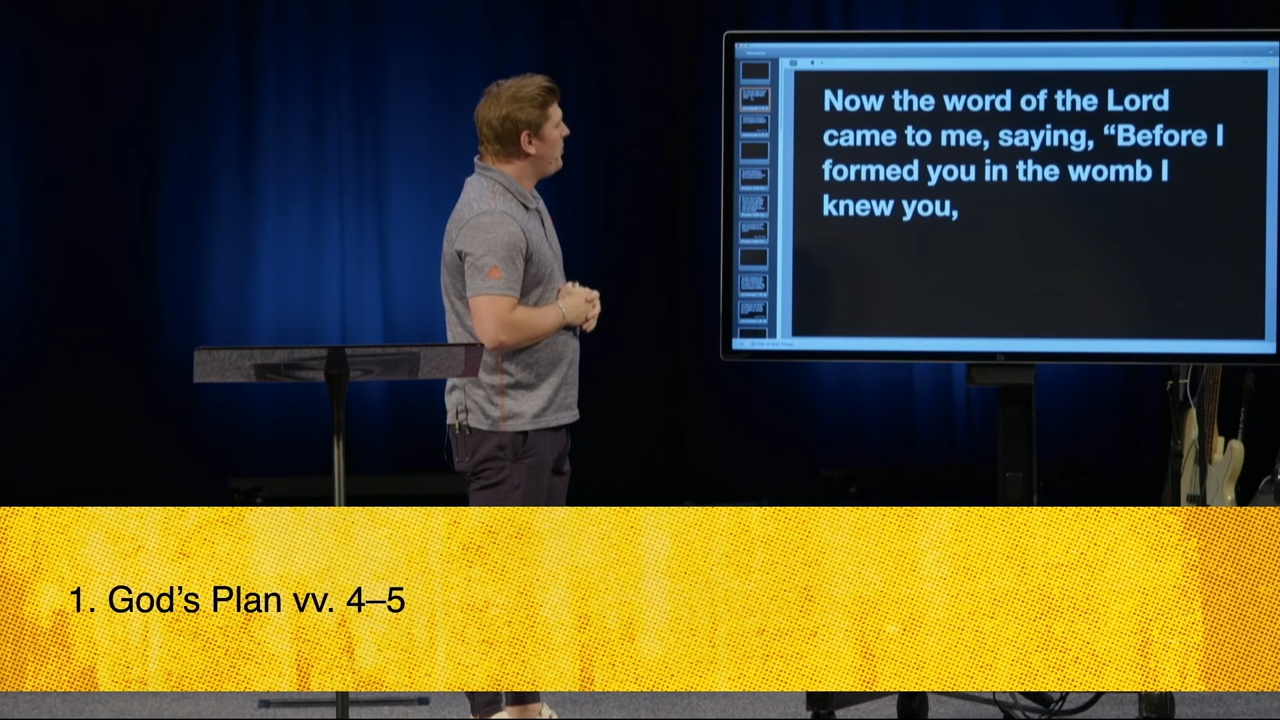 Now the word of the Lord
came to me, saying, “Before I
formed you in the womb I
knew you,
1. God’s Plan vv. 4–5